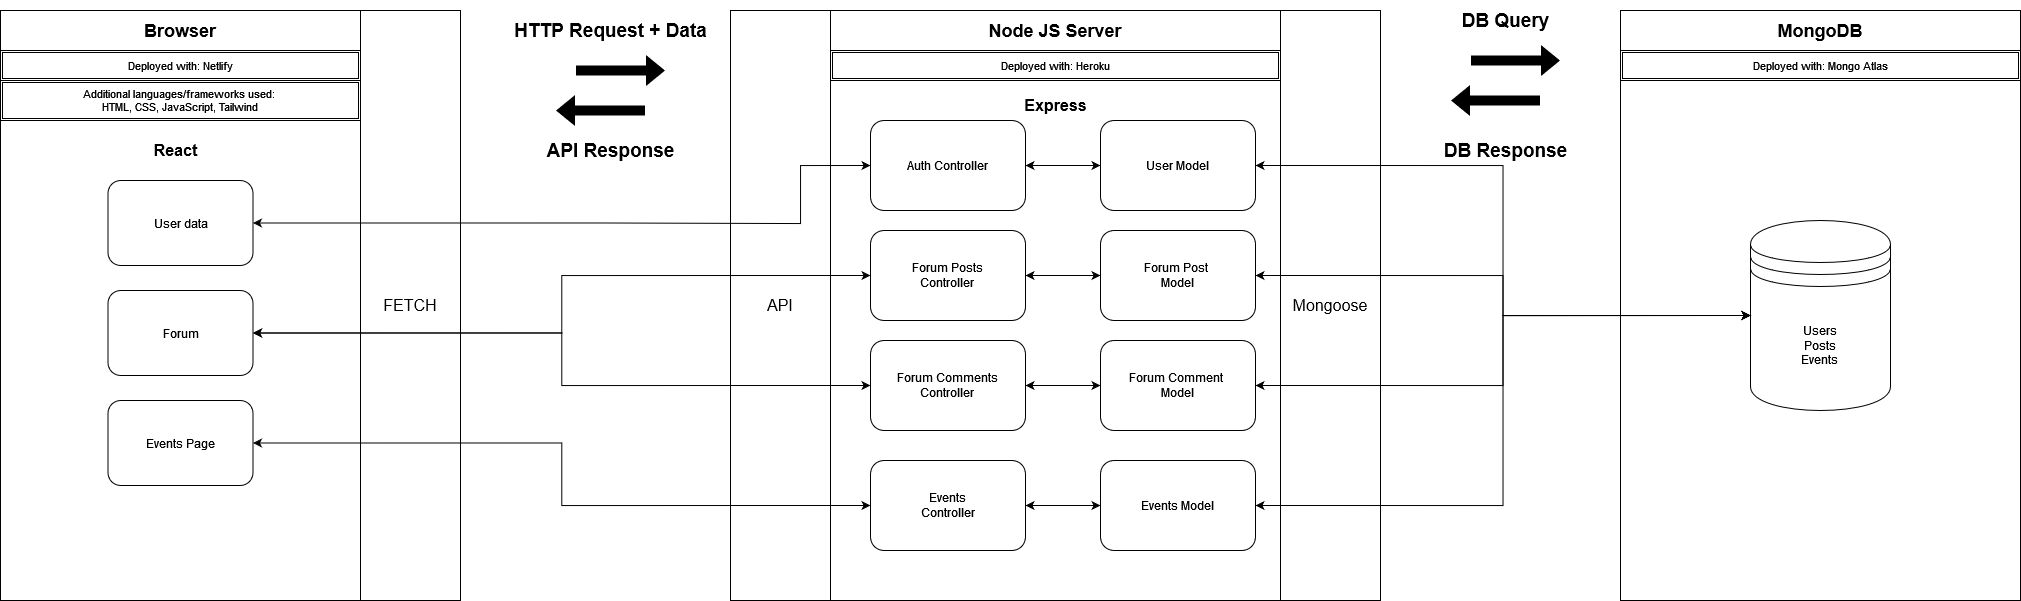 Browser
Deployed with: Netlify
Additional languages/frameworks used:
HTML, CSS, JavaScript, Tailwind
React
User data
Forum
Events Page
FETCH
HTTP Request + Data
API Response
API
Node JS Server
Deployed with: Heroku
Express
Auth Controller
User Model
Forum Posts
Controller
Forum Post
Model
Forum Comments
Controller
Forum Comment
Model
Events
Controller
Events Model
Mongoose
DB Query
DB Response
MongoDB
Deployed with: Mongo Atlas
Users
Posts
Events